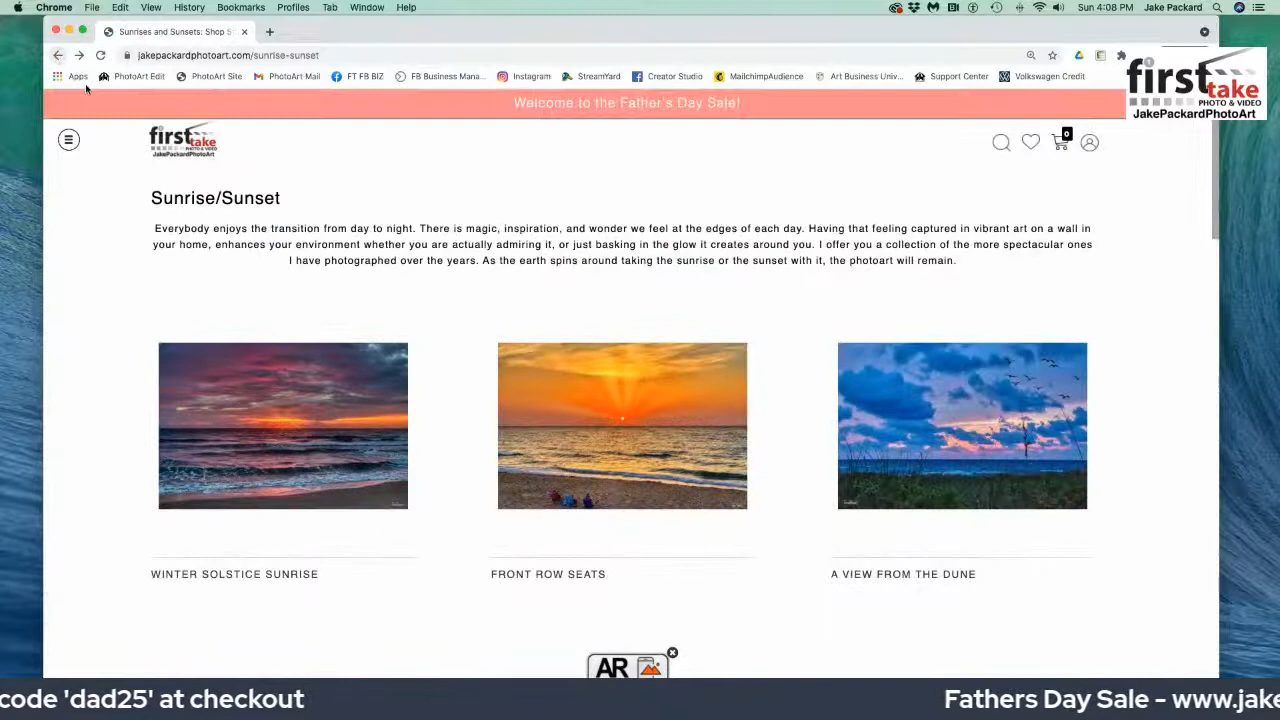 Chrome File Edit View History Bookmarks Profiles Tab Window Help Sun 4:08 PM Jake Packard
Sunrises and Sunsets: Shop S
jakepackardphotoart.com/sunrise-sunset
Apps PhotoArt Edit PhotoArt Site PhotoArt Mail FT FB BIZ FB Business Mana... Instagram StreamYard Creator Studio MailchimpAudience Art Business Univ... Support Center Volkswagen Credit
first
take
PHOTO & VIDEO
JakePackardPhotoArt
Welcome to the Father's Day Sale!
first
take
PHOTO & VIDEO
JakePackardPhotoArt
0
Sunrise/Sunset
Everybody enjoys the transition from day to night. There is magic, inspiration, and wonder we feel at the edges of each day. Having that feeling captured in vibrant art on a wall in
your home, enhances your environment whether you are actually admiring it, or just basking in the glow it creates around you. I offer you a collection of the more spectacular ones
I have photographed over the years. As the earth spins around taking the sunrise or the sunset with it, the photoart will remain.
WINTER SOLSTICE SUNRISE
FRONT ROW SEATS
A VIEW FROM THE DUNE
AR
code 'dad25' at checkout
Fathers Day Sale - www.jake